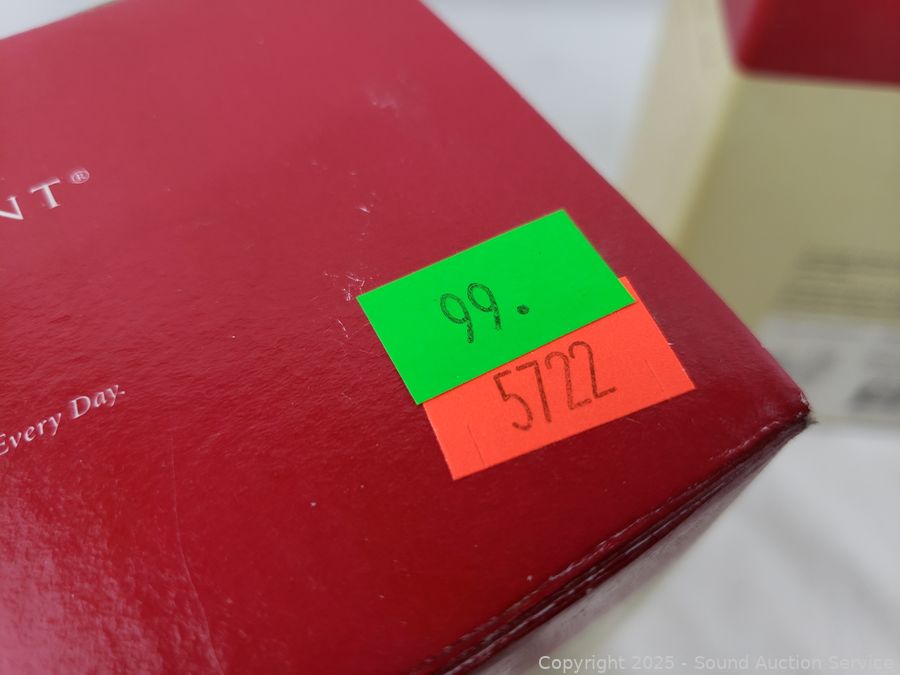 NT®
Every Day.
99.
5722
Copyright 2025 - Sound Auction Service